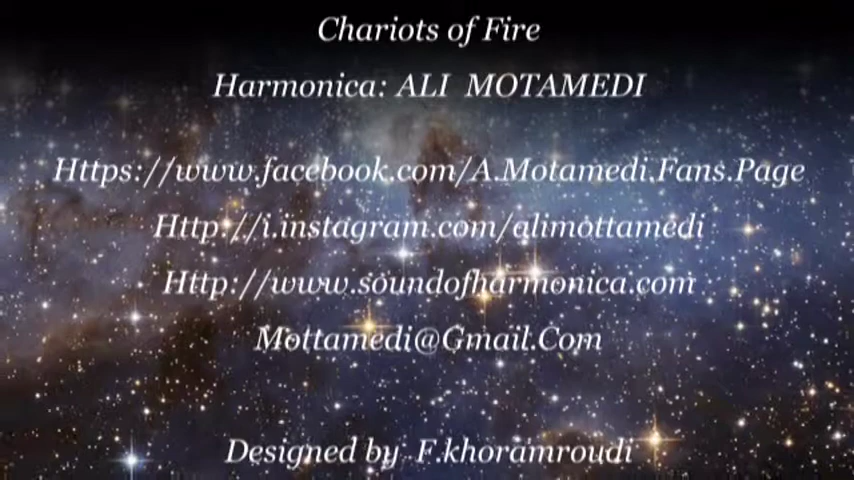 Chariots of Fire
Harmonica: ALI MOTAMEDI
Https://www.facebook.com/A.Motamedi.Fans.Page
Http://i.instagram.com/alimottamedi
Http://www.soundofharmonica.com
Mottamedi@Gmail.Com
Designed by F.khoramroudi